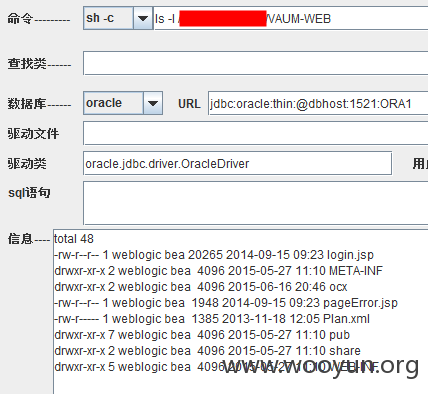 命令--------- sh -c ls -l / /VAUM-WEB
查找类------
数据库------ oracle URL jdbc:oracle:thin:@dbhost:1521:ORA1
驱动文件
驱动类 oracle.jdbc.driver.OracleDriver 用
sql语句
信息---- total 48
-rw-r--r-- 1 weblogic bea 20265 2014-09-15 09:23 login.jsp
drwxr-xr-x 2 weblogic bea 4096 2015-05-27 11:10 META-INF
drwxr-xr-x 2 weblogic bea 4096 2015-06-16 20:46 ocx
-rw-r--r-- 1 weblogic bea 1948 2014-09-15 09:23 pageError.jsp
-rw-r----- 1 weblogic bea 1385 2013-11-18 12:05 Plan.xml
drwxr-xr-x 7 weblogic bea 4096 2015-05-27 11:10 pub
drwxr-xr-x 2 weblogic bea 4096 2015-05-27 11:10 share
drwxr-xr-x 5 weblogic bea 4096 2015-05-27 11:10 WEB-INF
www.wooyun.org